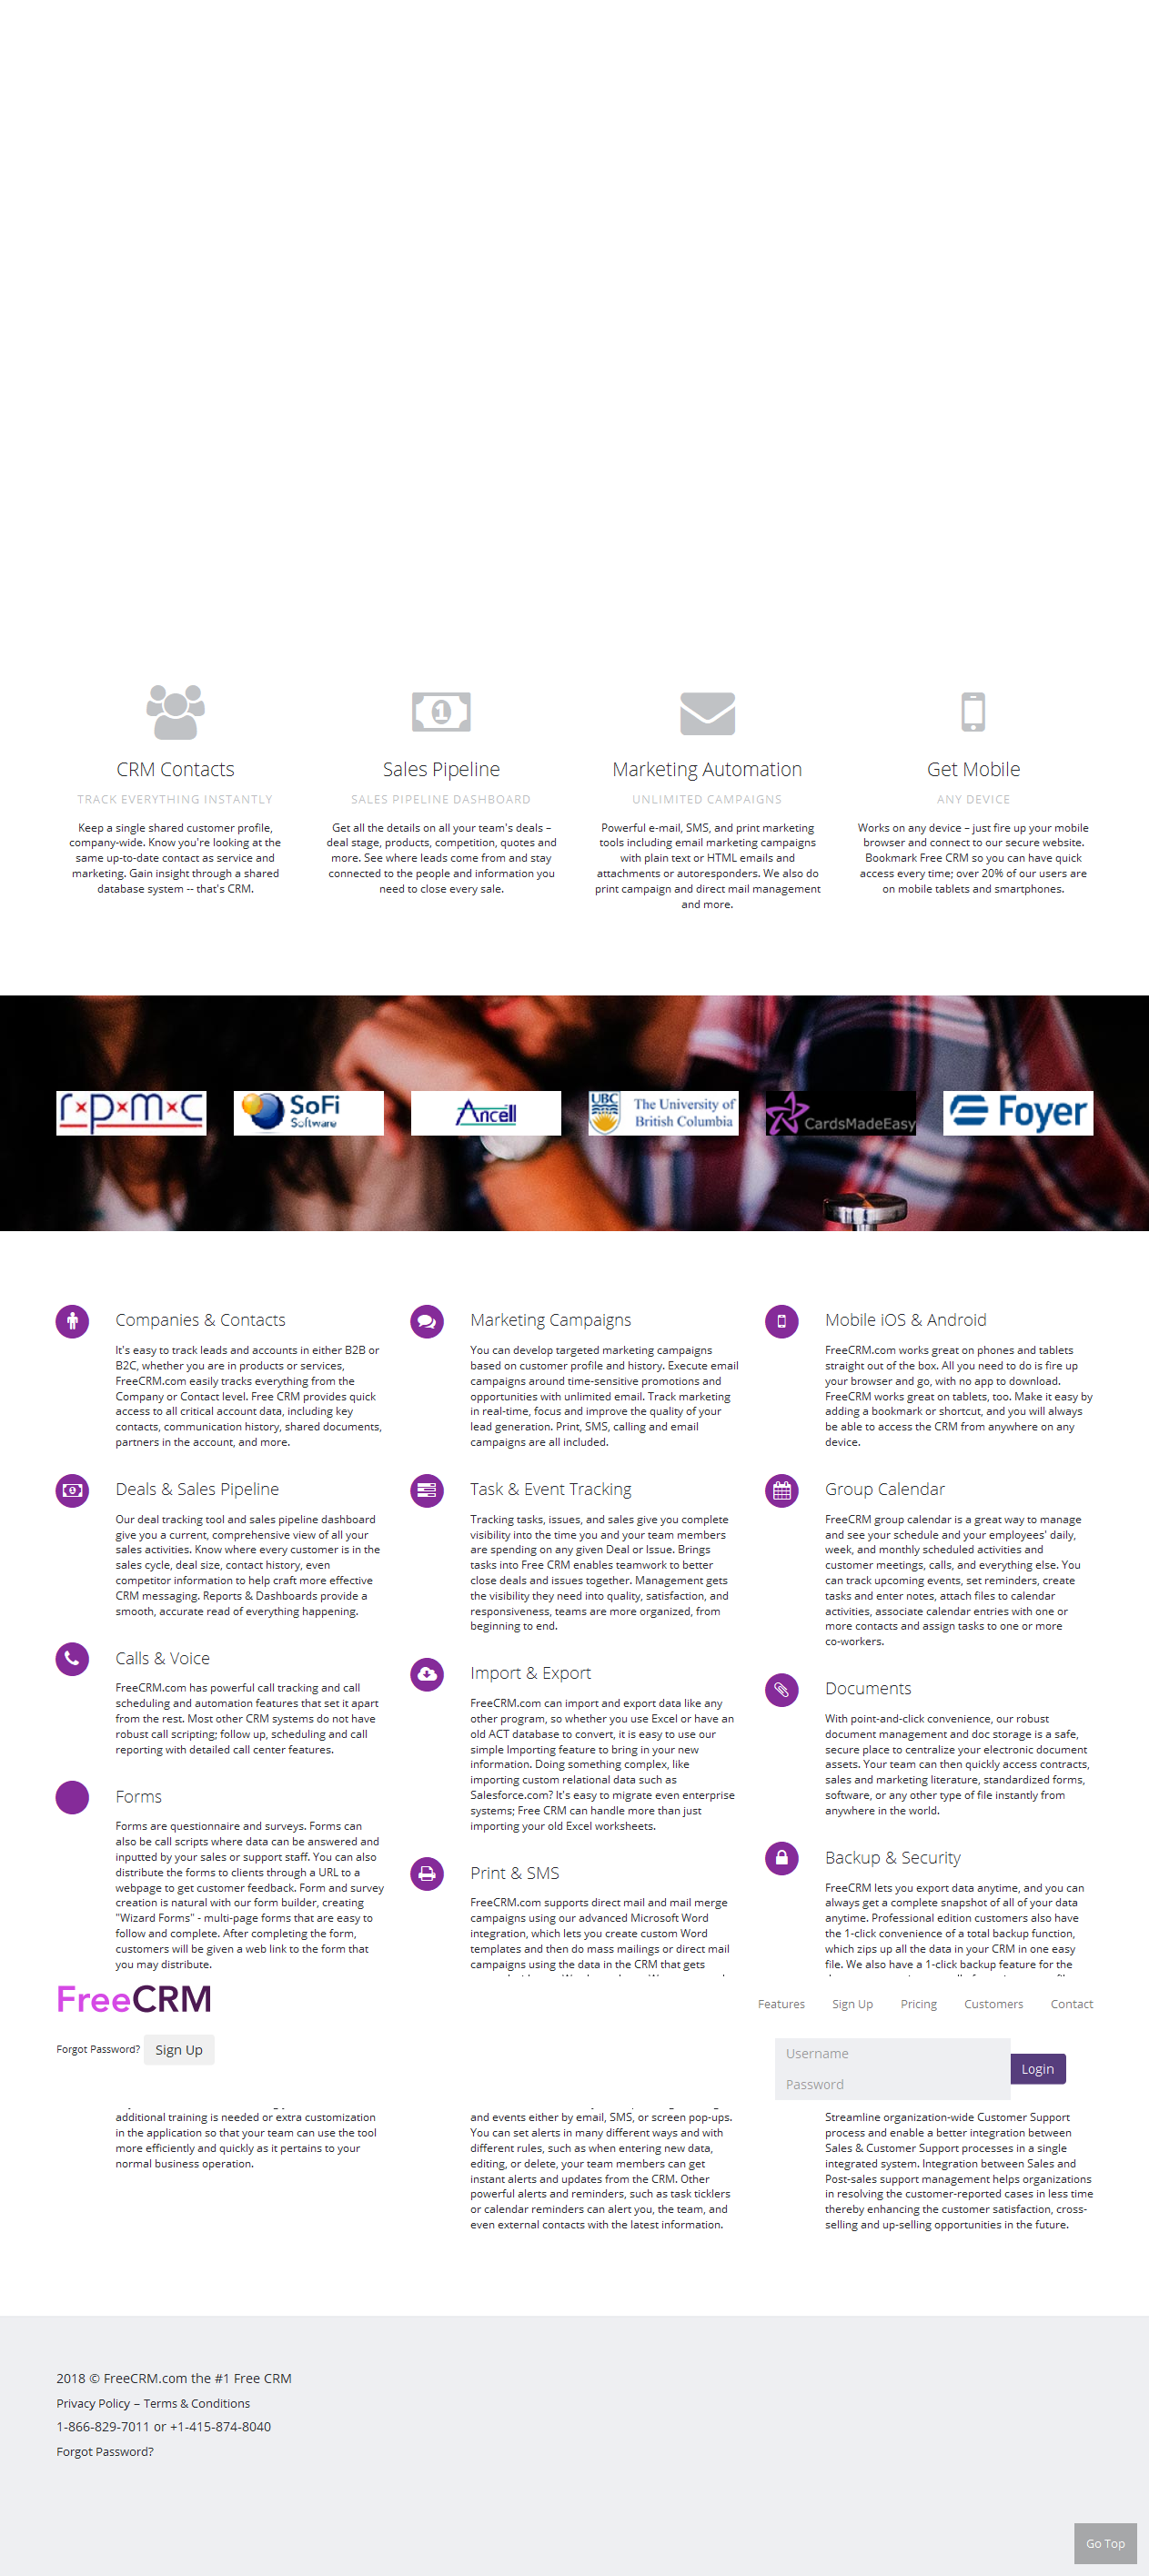 CRM Contacts
TRACK EVERYTHING INSTANTLY
Keep a single shared customer profile,
company-wide. Know you're looking at the
same up-to-date contact as service and
marketing. Gain insight through a shared
database system -- that's CRM.
Sales Pipeline
SALES PIPELINE DASHBOARD
Get all the details on all your team's deals –
deal stage, products, competition, quotes and
more. See where leads come from and stay
connected to the people and information you
need to close every sale.
Marketing Automation
UNLIMITED CAMPAIGNS
Powerful e-mail, SMS, and print marketing
tools including email marketing campaigns
with plain text or HTML emails and
attachments or autoresponders. We also do
print campaign and direct mail management
and more.
Get Mobile
ANY DEVICE
Works on any device – just fire up your mobile
browser and connect to our secure website.
Bookmark Free CRM so you can have quick
access every time; over 20% of our users are
on mobile tablets and smartphones.
r×p×m×c
SoFi
Software
Ancell
UBC
The University of
British Columbia
CardsMadeEasy
Foyer
Companies & Contacts
It's easy to track leads and accounts in either B2B or
B2C, whether you are in products or services,
FreeCRM.com easily tracks everything from the
Company or Contact level. Free CRM provides quick
access to all critical account data, including key
contacts, communication history, shared documents,
partners in the account, and more.
Deals & Sales Pipeline
Our deal tracking tool and sales pipeline dashboard
give you a current, comprehensive view of all your
sales activities. Know where every customer is in the
sales cycle, deal size, contact history, even
competitor information to help craft more effective
CRM messaging. Reports & Dashboards provide a
smooth, accurate read of everything happening.
Calls & Voice
FreeCRM.com has powerful call tracking and call
scheduling and automation features that set it apart
from the rest. Most other CRM systems do not have
robust call scripting; follow up, scheduling and call
reporting with detailed call center features.
Forms
Forms are questionnaire and surveys. Forms can
also be call scripts where data can be answered and
inputted by your sales or support staff. You can also
distribute the forms to clients through a URL to a
webpage to get customer feedback. Form and survey
creation is natural with our form builder, creating
"Wizard Forms" - multi-page forms that are easy to
follow and complete. After completing the form,
customers will be given a web link to the form that
you may distribute.
Marketing Campaigns
You can develop targeted marketing campaigns
based on customer profile and history. Execute email
campaigns around time-sensitive promotions and
opportunities with unlimited email. Track marketing
in real-time, focus and improve the quality of your
lead generation. Print, SMS, calling and email
campaigns are all included.
Task & Event Tracking
Tracking tasks, issues, and sales give you complete
visibility into the time you and your team members
are spending on any given Deal or Issue. Brings
tasks into Free CRM enables teamwork to better
close deals and issues together. Management gets
the visibility they need into quality, satisfaction, and
responsiveness, teams are more organized, from
beginning to end.
Import & Export
FreeCRM.com can import and export data like any
other program, so whether you use Excel or have an
old ACT database to convert, it is easy to use our
simple Importing feature to bring in your new
information. Doing something complex, like
importing custom relational data such as
Salesforce.com? It's easy to migrate even enterprise
systems; Free CRM can handle more than just
importing your old Excel worksheets.
Print & SMS
FreeCRM.com supports direct mail and mail merge
campaigns using our advanced Microsoft Word
integration, which lets you create custom Word
templates and then do mass mailings or direct mail
campaigns using the data in the CRM that gets
Mobile iOS & Android
FreeCRM.com works great on phones and tablets
straight out of the box. All you need to do is fire up
your browser and go, with no app to download.
FreeCRM works great on tablets, too. Make it easy by
adding a bookmark or shortcut, and you will always
be able to access the CRM from anywhere on any
device.
Group Calendar
FreeCRM group calendar is a great way to manage
and see your schedule and your employees' daily,
week, and monthly scheduled activities and
customer meetings, calls, and everything else. You
can track upcoming events, set reminders, create
tasks and enter notes, attach files to calendar
activities, associate calendar entries with one or
more contacts and assign tasks to one or more
co-workers.
Documents
With point-and-click convenience, our robust
document management and doc storage is a safe,
secure place to centralize your electronic document
assets. Your team can then quickly access contracts,
sales and marketing literature, standardized forms,
software, or any other type of file instantly from
anywhere in the world.
Backup & Security
FreeCRM lets you export data anytime, and you can
always get a complete snapshot of all of your data
anytime. Professional edition customers also have
the 1-click convenience of a total backup function,
which zips up all the data in your CRM in one easy
file. We also have a 1-click backup feature for the
FreeCRM
Features
Sign Up
Pricing
Customers
Contact
Forgot Password?
Sign Up
Username
Password
Login
additional training is needed or extra customization
in the application so that your team can use the tool
more efficiently and quickly as it pertains to your
normal business operation.
and events either by email, SMS, or screen pop-ups.
You can set alerts in many different ways and with
different rules, such as when entering new data,
editing, or delete, your team members can get
instant alerts and updates from the CRM. Other
powerful alerts and reminders, such as task ticklers
or calendar reminders can alert you, the team, and
even external contacts with the latest information.
Streamline organization-wide Customer Support
process and enable a better integration between
Sales & Customer Support processes in a single
integrated system. Integration between Sales and
Post-sales support management helps organizations
in resolving the customer-reported cases in less time
thereby enhancing the customer satisfaction, cross-
selling and up-selling opportunities in the future.
2018 © FreeCRM.com the #1 Free CRM
Privacy Policy – Terms & Conditions
1-866-829-7011 or +1-415-874-8040
Forgot Password?
Go Top